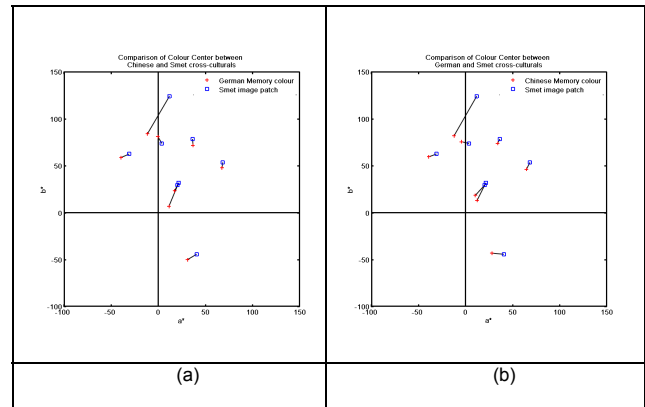 Comparison of Colour Center between
Chinese and Smet cross-culturals
German Memory colour
Smet image patch
150
100
50
0
-50
-100
b*
-100
-50
0
50
100
150
a*
(a)
Comparison of Colour Center between
German and Smet cross-culturals
Chinese Memory colour
Smet image patch
150
100
50
0
-50
-100
b*
-100
-50
0
50
100
150
a*
(b)